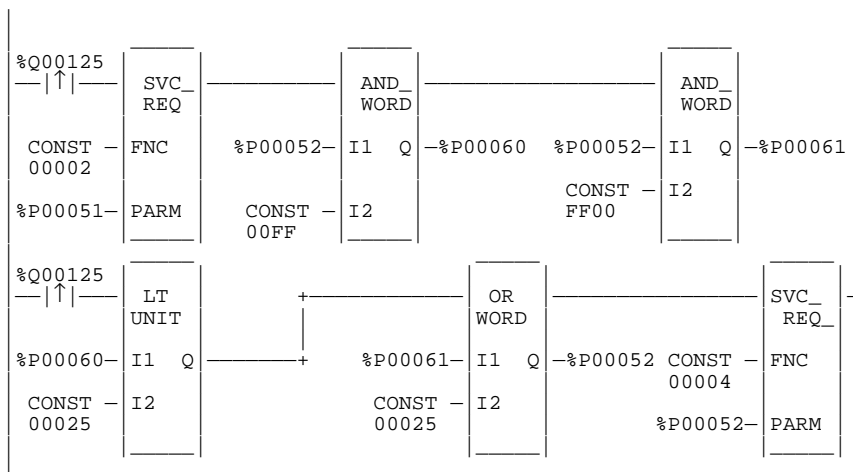 %Q00125
↑ SVC_ AND_ AND_
REQ WORD WORD
CONST FNC %P00052 I1 Q %P00060 %P00052 I1 Q %P00061
00002
CONST I2
%P00051 PARM CONST I2 FF00
00FF
%Q00125
↑ LT OR SVC_
UNIT WORD REQ_
%P00060 I1 Q %P00061 I1 Q %P00052 CONST FNC
00004
CONST I2 CONST I2
00025 00025 %P00052 PARM